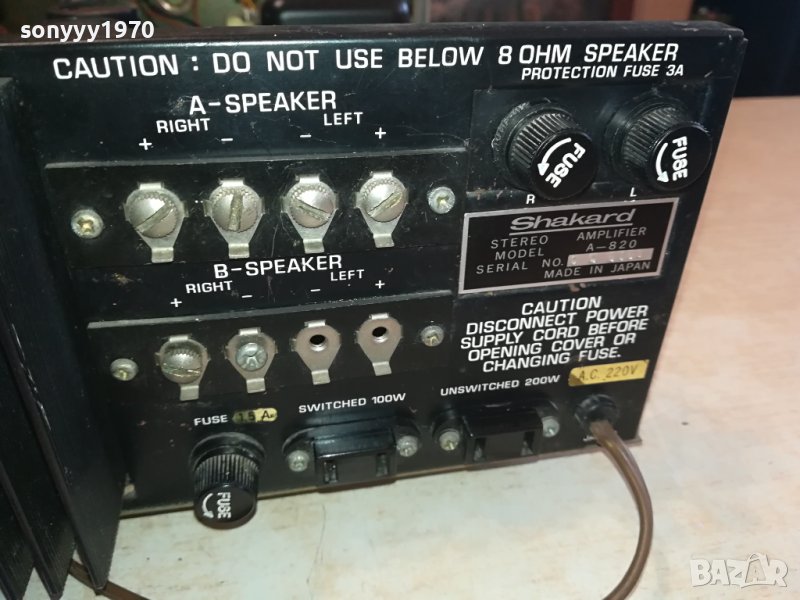 sonyyy1970
CAUTION : DO NOT USE BELOW 8 OHM SPEAKER
PROTECTION FUSE 3A
A-SPEAKER
RIGHT LEFT
+ - - +
FUSE
FUSE
R L
Shakard
STEREO AMPLIFIER
MODEL A-820
SERIAL NO.
MADE IN JAPAN
B-SPEAKER
RIGHT LEFT
+ - - +
CAUTION
DISCONNECT POWER
SUPPLY CORD BEFORE
OPENING COVER OR
CHANGING FUSE.
A.C. 220V
FUSE 1.5A
SWITCHED 100W
UNSWITCHED 200W
FUSE
BAZAR